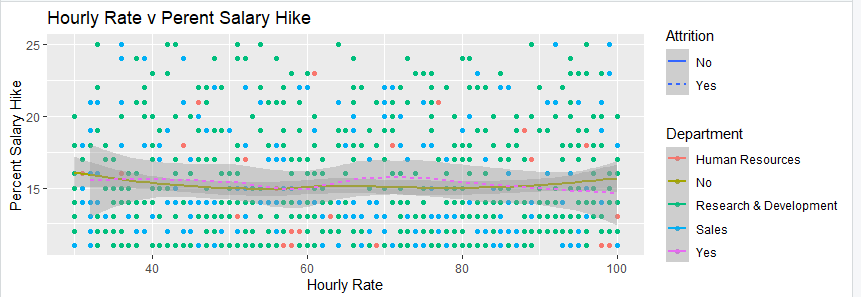 Hourly Rate v Perent Salary Hike
25
20
15
Percent Salary Hike
40
60
80
100
Hourly Rate
Attrition
No
Yes
Department
Human Resources
No
Research & Development
Sales
Yes